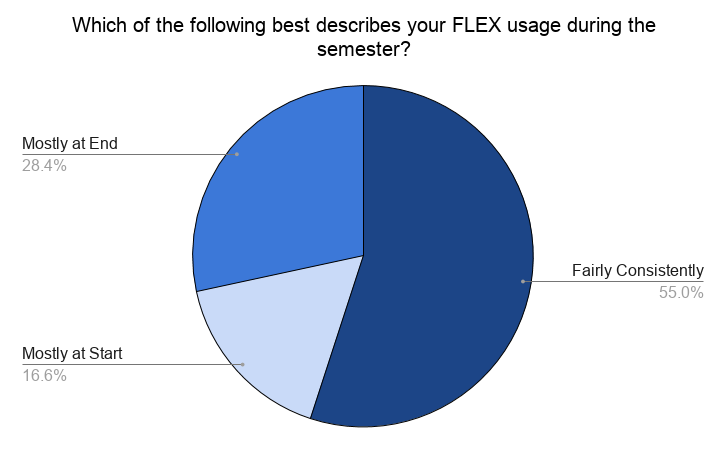 Which of the following best describes your FLEX usage during the
semester?
Mostly at End
28.4%
Fairly Consistently
55.0%
Mostly at Start
16.6%